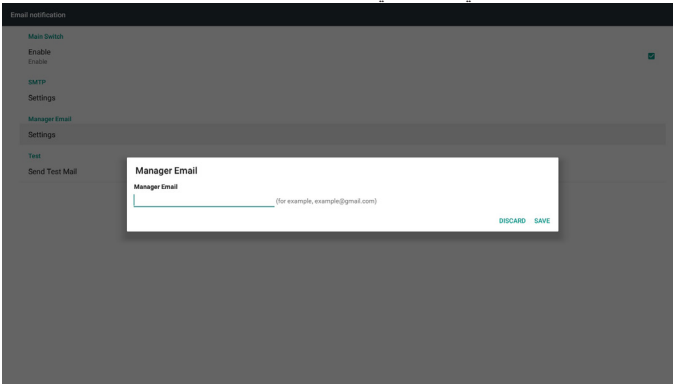 Email notification
Main Switch
Enable
Enable
SMTP
Settings
Manager Email
Settings
Test
Send Test Mail
Manager Email
Manager Email
(for example, example@gmail.com)
DISCARD SAVE